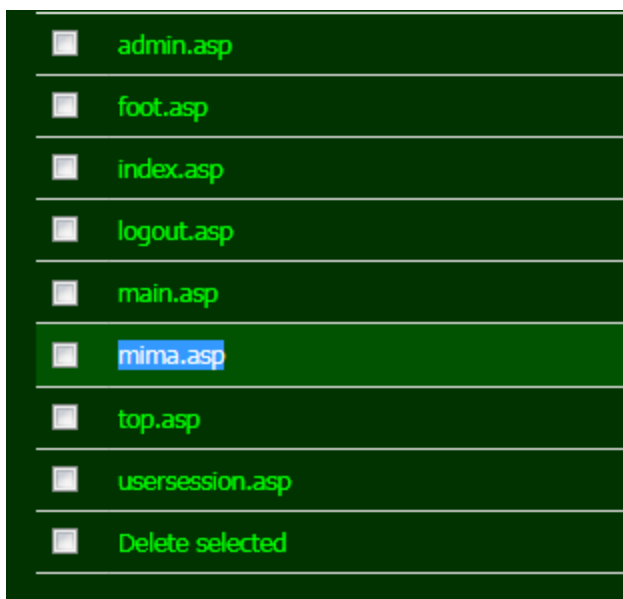 admin.asp
foot.asp
index.asp
logout.asp
main.asp
mima.asp
top.asp
usersession.asp
Delete selected